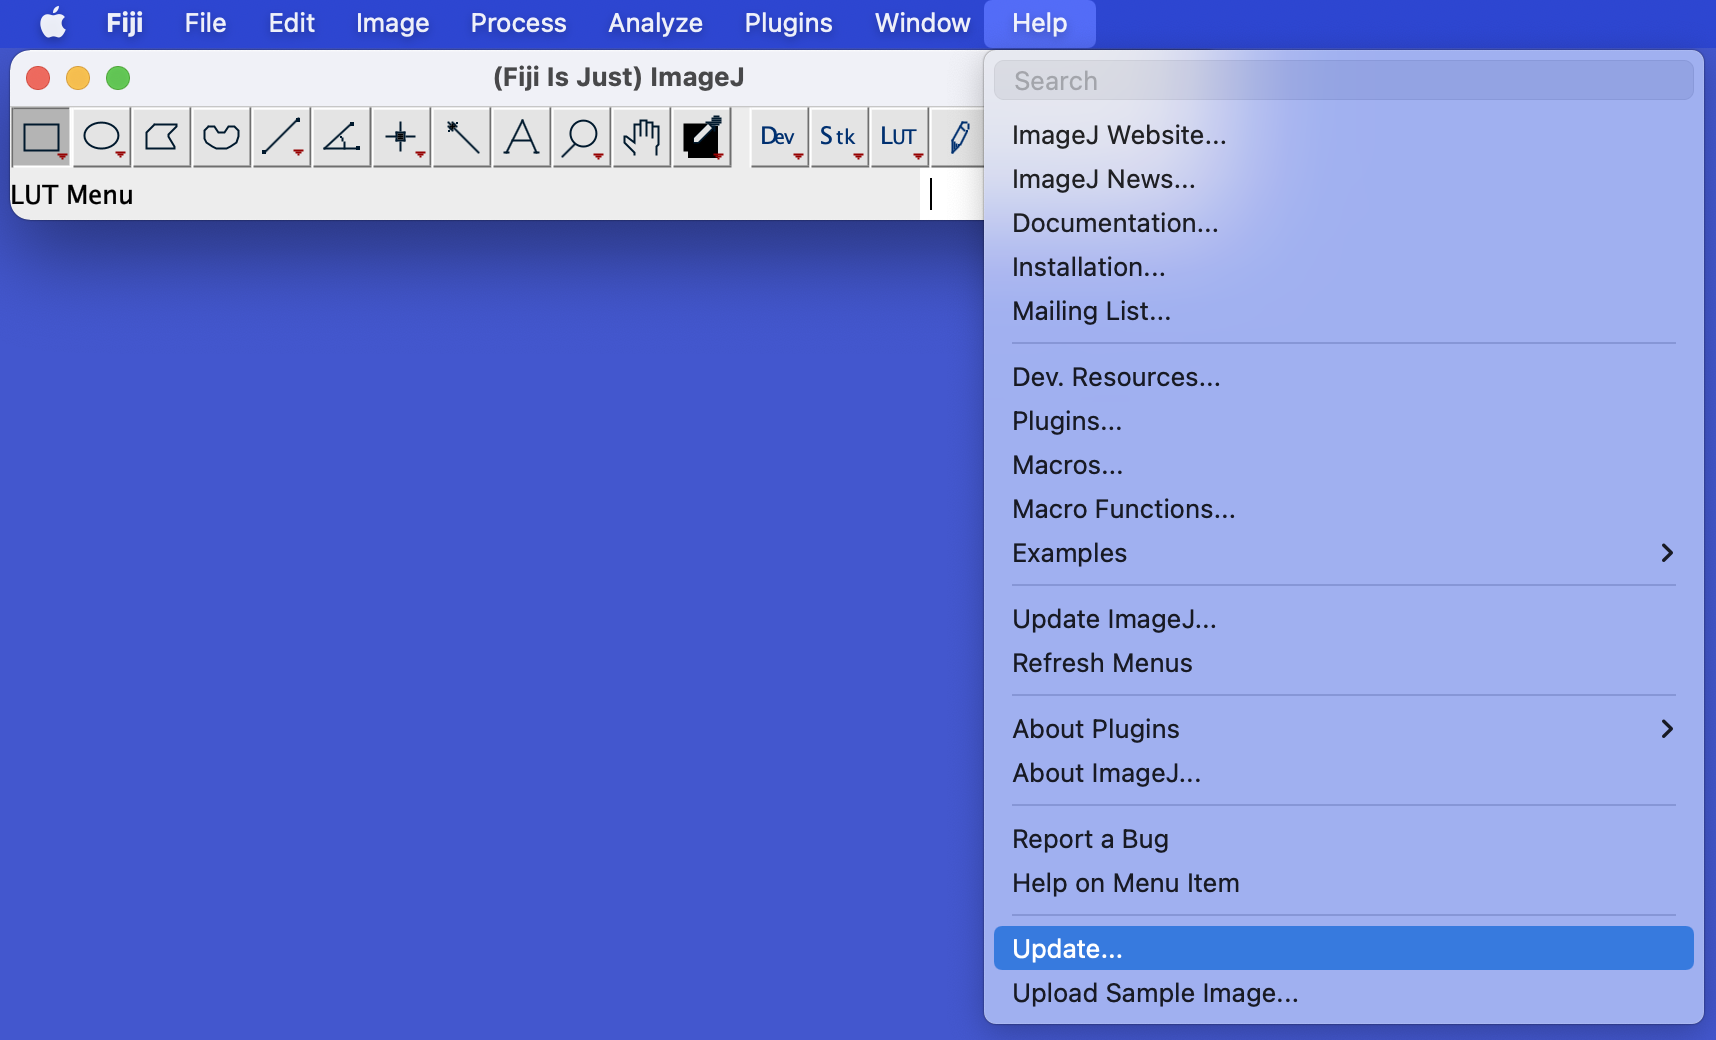 Fiji File Edit Image Process Analyze Plugins Window Help
(Fiji Is Just) ImageJ
Dev Stk LUT
LUT Menu
Search
ImageJ Website...
ImageJ News...
Documentation...
Installation...
Mailing List...
Dev. Resources...
Plugins...
Macros...
Macro Functions...
Examples
Update ImageJ...
Refresh Menus
About Plugins
About ImageJ...
Report a Bug
Help on Menu Item
Update...
Upload Sample Image...